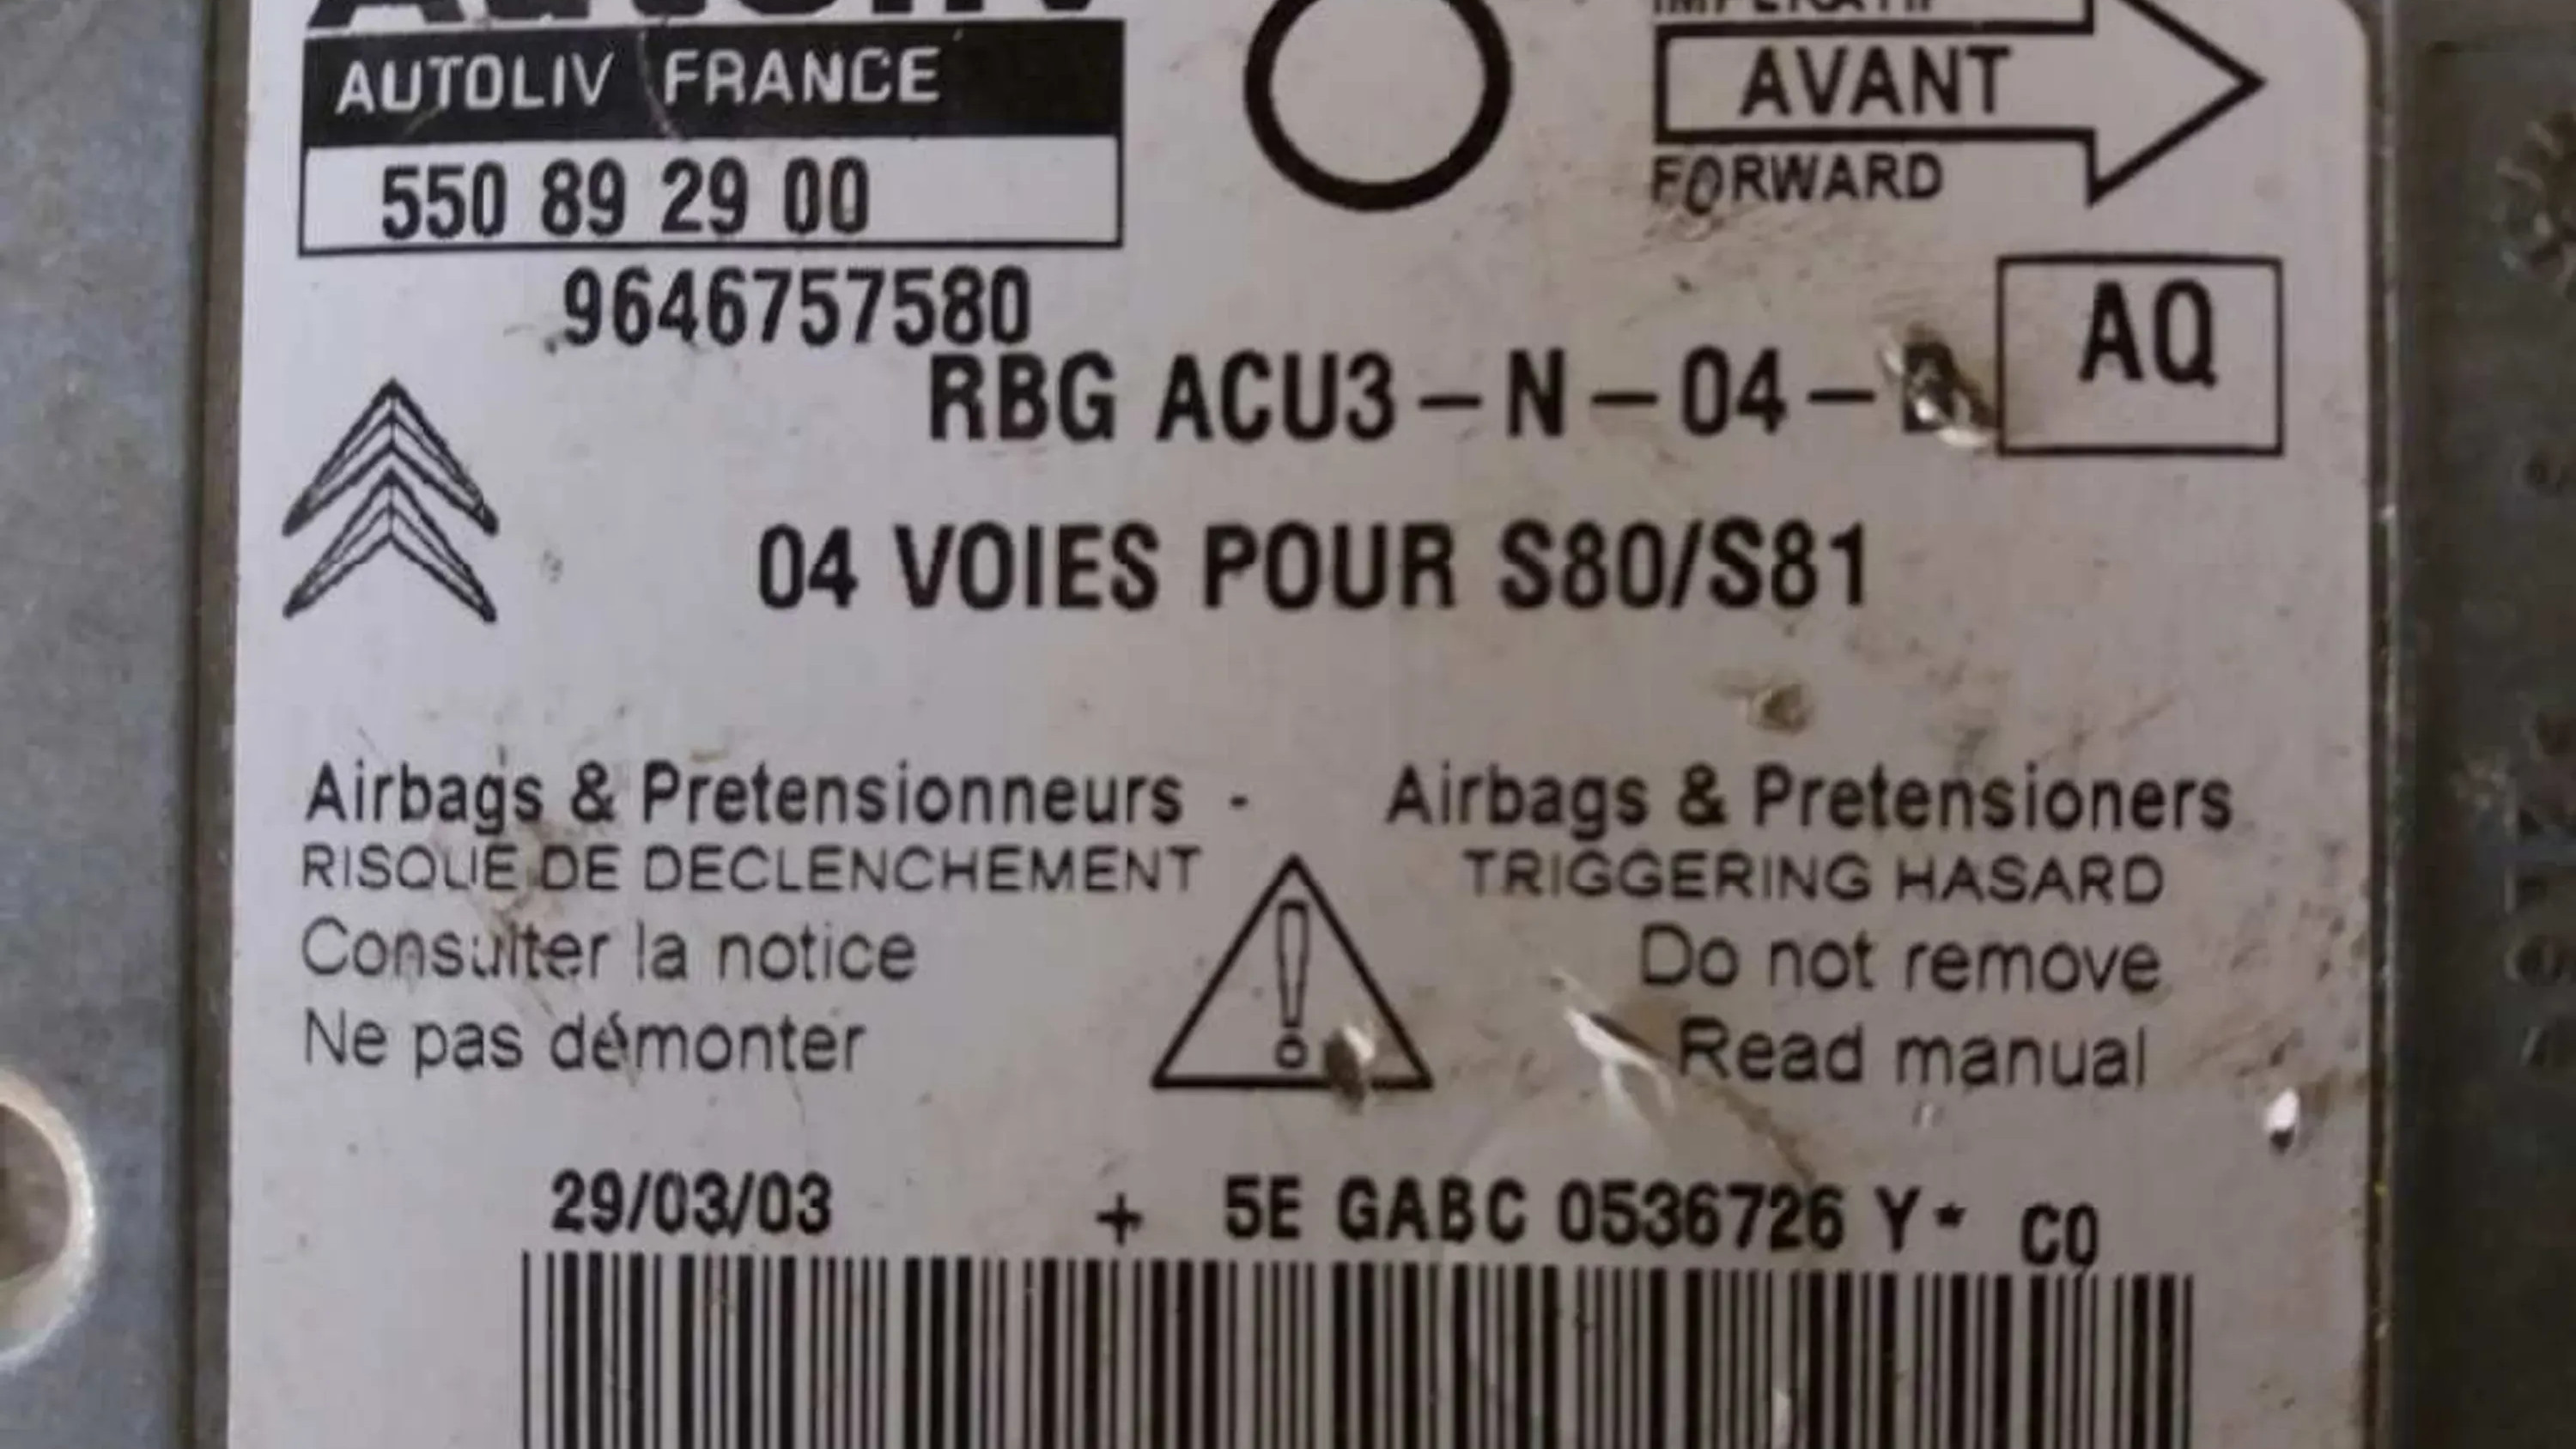 Autoliv
AUTOLIV FRANCE
550 89 29 00
IMPERATIF
AVANT
FORWARD
9646757580
AQ
RBG ACU3-N-04-
04 VOIES POUR S80/S81
Airbags & Pretensionneurs -
RISQUE DE DECLENCHEMENT
Consulter la notice
Ne pas démonter
Airbags & Pretensioners
TRIGGERING HASARD
Do not remove
Read manual
29/03/03 + 5E GABC 0536726 Y* C0